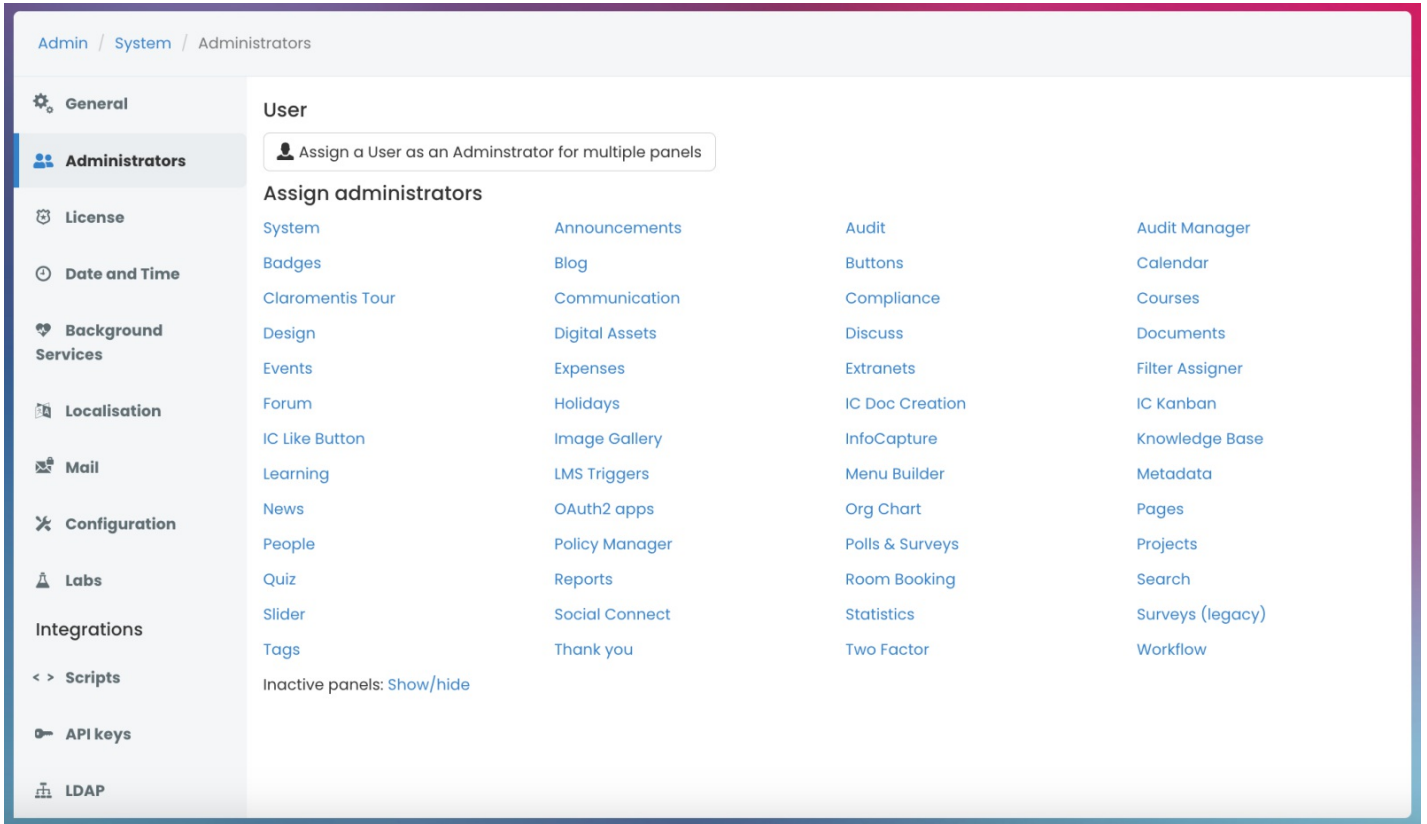 Admin / System / Administrators
General
Administrators
License
Date and Time
Background
Services
Localisation
Mail
Configuration
Labs
Integrations
< > Scripts
API keys
LDAP
User
Assign a User as an Adminstrator for multiple panels
Assign administrators
System Announcements Audit Audit Manager
Badges Blog Buttons Calendar
Claromentis Tour Communication Compliance Courses
Design Digital Assets Discuss Documents
Events Expenses Extranets Filter Assigner
Forum Holidays IC Doc Creation IC Kanban
IC Like Button Image Gallery InfoCapture Knowledge Base
Learning LMS Triggers Menu Builder Metadata
News OAuth2 apps Org Chart Pages
People Policy Manager Polls & Surveys Projects
Quiz Reports Room Booking Search
Slider Social Connect Statistics Surveys (legacy)
Tags Thank you Two Factor Workflow
Inactive panels: Show/hide